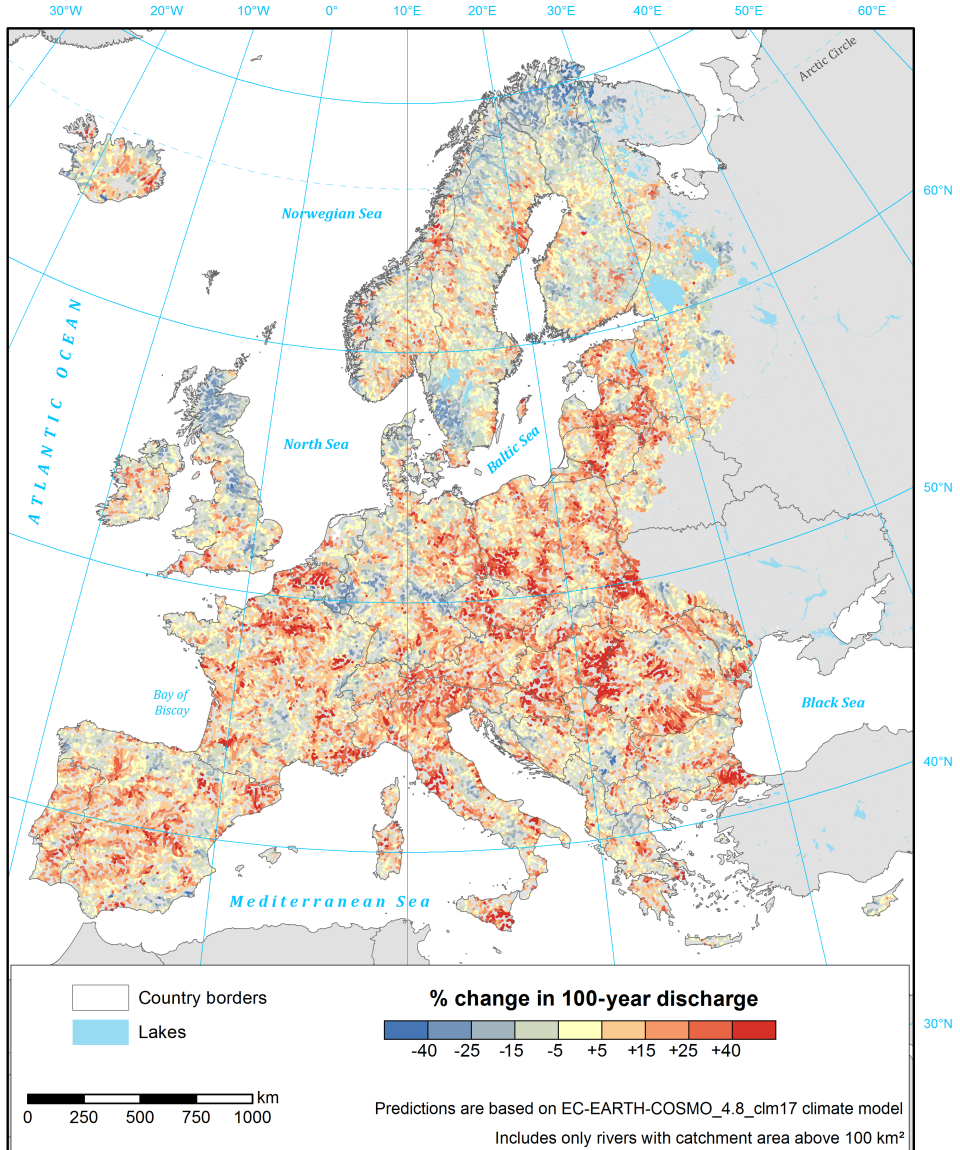 30°W 20°W 10°W 0° 10°E 20°E 30°E 40°E 50°E 60°E
Arctic Circle
60°N
Norwegian Sea
ATLANTIC OCEAN
North Sea
Baltic Sea
50°N
Bay of
Biscay
Black Sea
40°N
Mediterranean Sea
Country borders
Lakes
% change in 100-year discharge
-40 -25 -15 -5 +5 +15 +25 +40
30°N
km
0 250 500 750 1000
Predictions are based on EC-EARTH-COSMO_4.8_clm17 climate model
Includes only rivers with catchment area above 100 km²